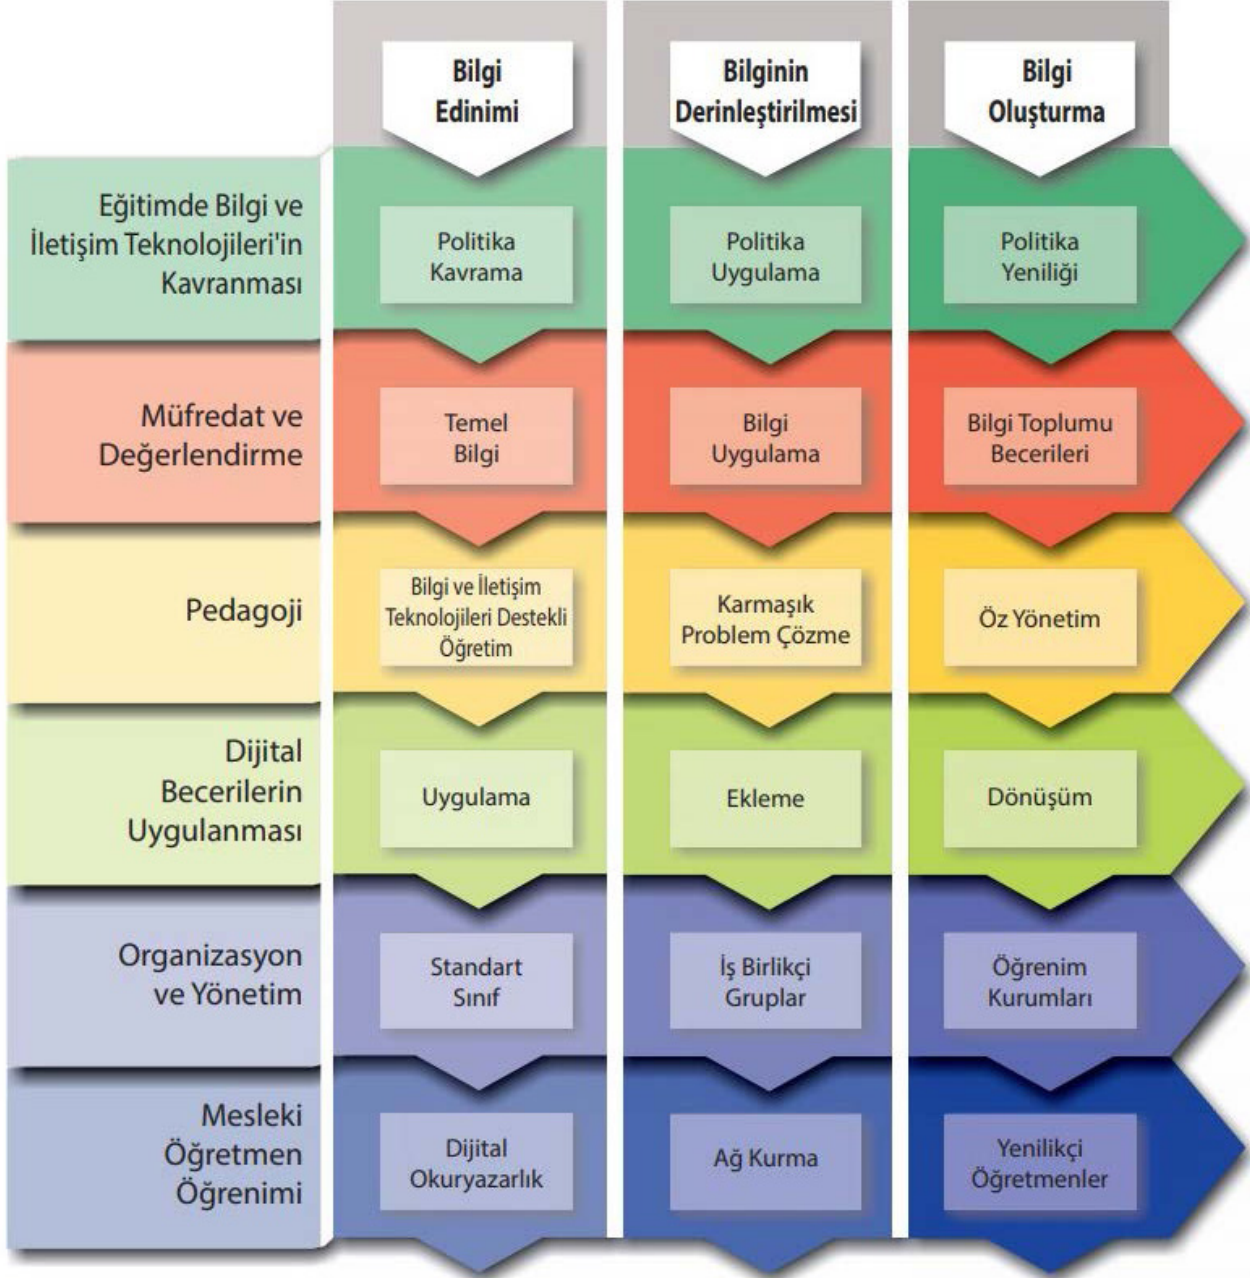 Bilgi
Edinimi
Bilginin
Derinleştirilmesi
Bilgi
Oluşturma
Eğitimde Bilgi ve
İletişim Teknolojileri'in
Kavranması
Politika
Kavrama
Politika
Uygulama
Politika
Yeniliği
Müfredat ve
Değerlendirme
Temel
Bilgi
Bilgi
Uygulama
Bilgi Toplumu
Becerileri
Pedagoji
Bilgi ve İletişim
Teknolojileri Destekli
Öğretim
Karmaşık
Problem Çözme
Öz Yönetim
Dijital
Becerilerin
Uygulanması
Uygulama
Ekleme
Dönüşüm
Organizasyon
ve Yönetim
Standart
Sınıf
İş Birlikçi
Gruplar
Öğrenim
Kurumları
Mesleki
Öğretmen
Öğrenimi
Dijital
Okuryazarlık
Ağ Kurma
Yenilikçi
Öğretmenler